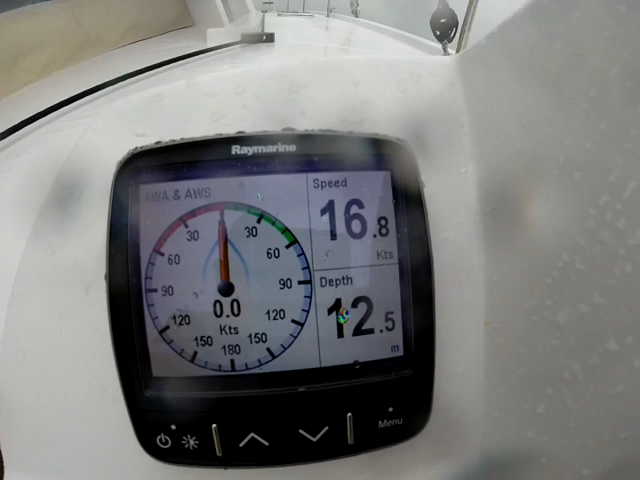 Raymarine
AWA & AWS
Speed
16.8
Kts
Depth
12.5
m
30 30
60 60
90 90
120 120
150 150
180
0.0
Kts
Menu